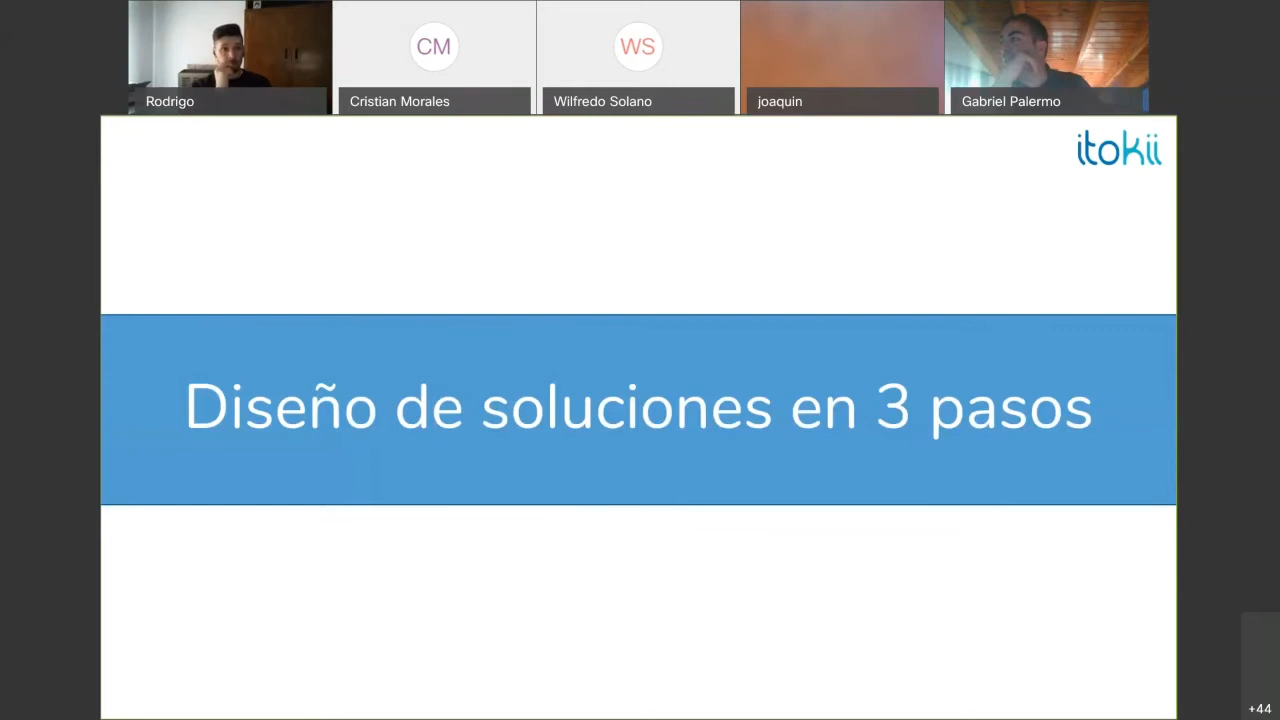 CM
WS
Rodrigo
Cristian Morales
Wilfredo Solano
joaquin
Gabriel Palermo
itokii
Diseño de soluciones en 3 pasos
+44